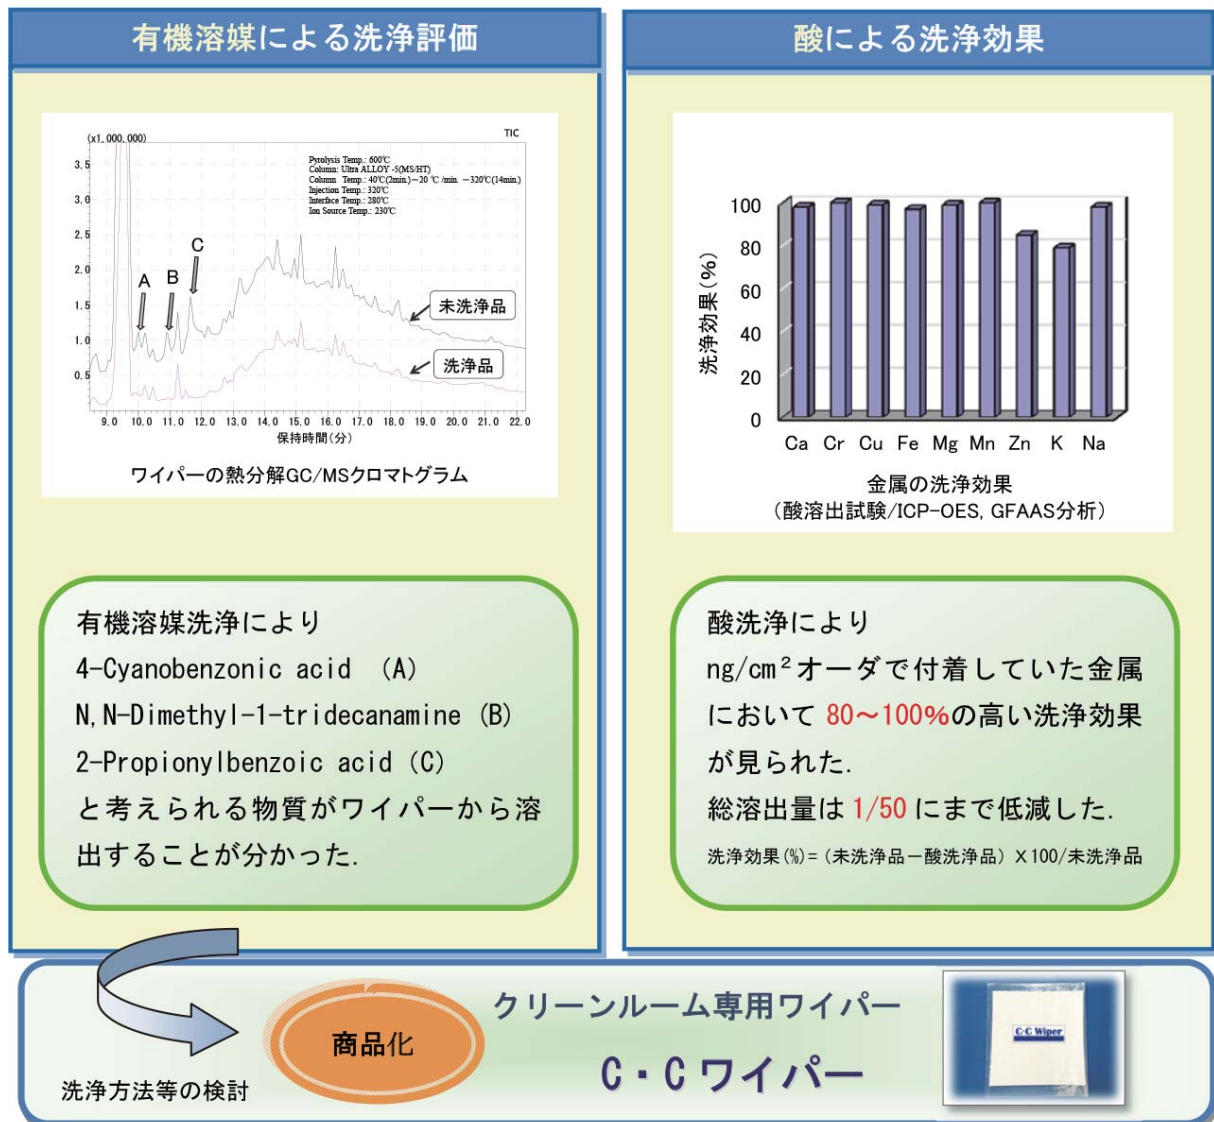 有機溶媒による洗浄評価
(x1,000,000)
TIC
Pyrolysis Temp.: 600℃
Column: Ultra ALLOY -5(MS/HT)
Column Temp.: 40℃(2min.)−20 ℃ /min. −320℃(14min.)
Injection Temp.: 320℃
Interface Temp.: 280℃
Ion Source Temp.: 230℃
3.5
3.0
2.5
2.0
1.5
1.0
0.5
A
B
C
未洗浄品
洗浄品
9.0 10.0 11.0 12.0 13.0 14.0 15.0 16.0 17.0 18.0 19.0 20.0 21.0 22.0
保持時間(分)
ワイパーの熱分解GC/MSクロマトグラム
有機溶媒洗浄により
4-Cyanobenzonic acid (A)
N,N-Dimethyl-1-tridecanamine (B)
2-Propionylbenzoic acid (C)
と考えられる物質がワイパーから溶
出することが分かった.
酸による洗浄効果
洗浄効果(%)
100
80
60
40
20
0
Ca Cr Cu Fe Mg Mn Zn K Na
金属の洗浄効果
(酸溶出試験/ICP-OES, GFAAS分析)
酸洗浄により
ng/cm²オーダで付着していた金属
において 80~100%の高い洗浄効果
が見られた.
総溶出量は 1/50 にまで低減した.
洗浄効果(%)=(未洗浄品−酸洗浄品)×100/未洗浄品
洗浄方法等の検討
商品化
クリーンルーム専用ワイパー
C・Cワイパー
C·C Wiper